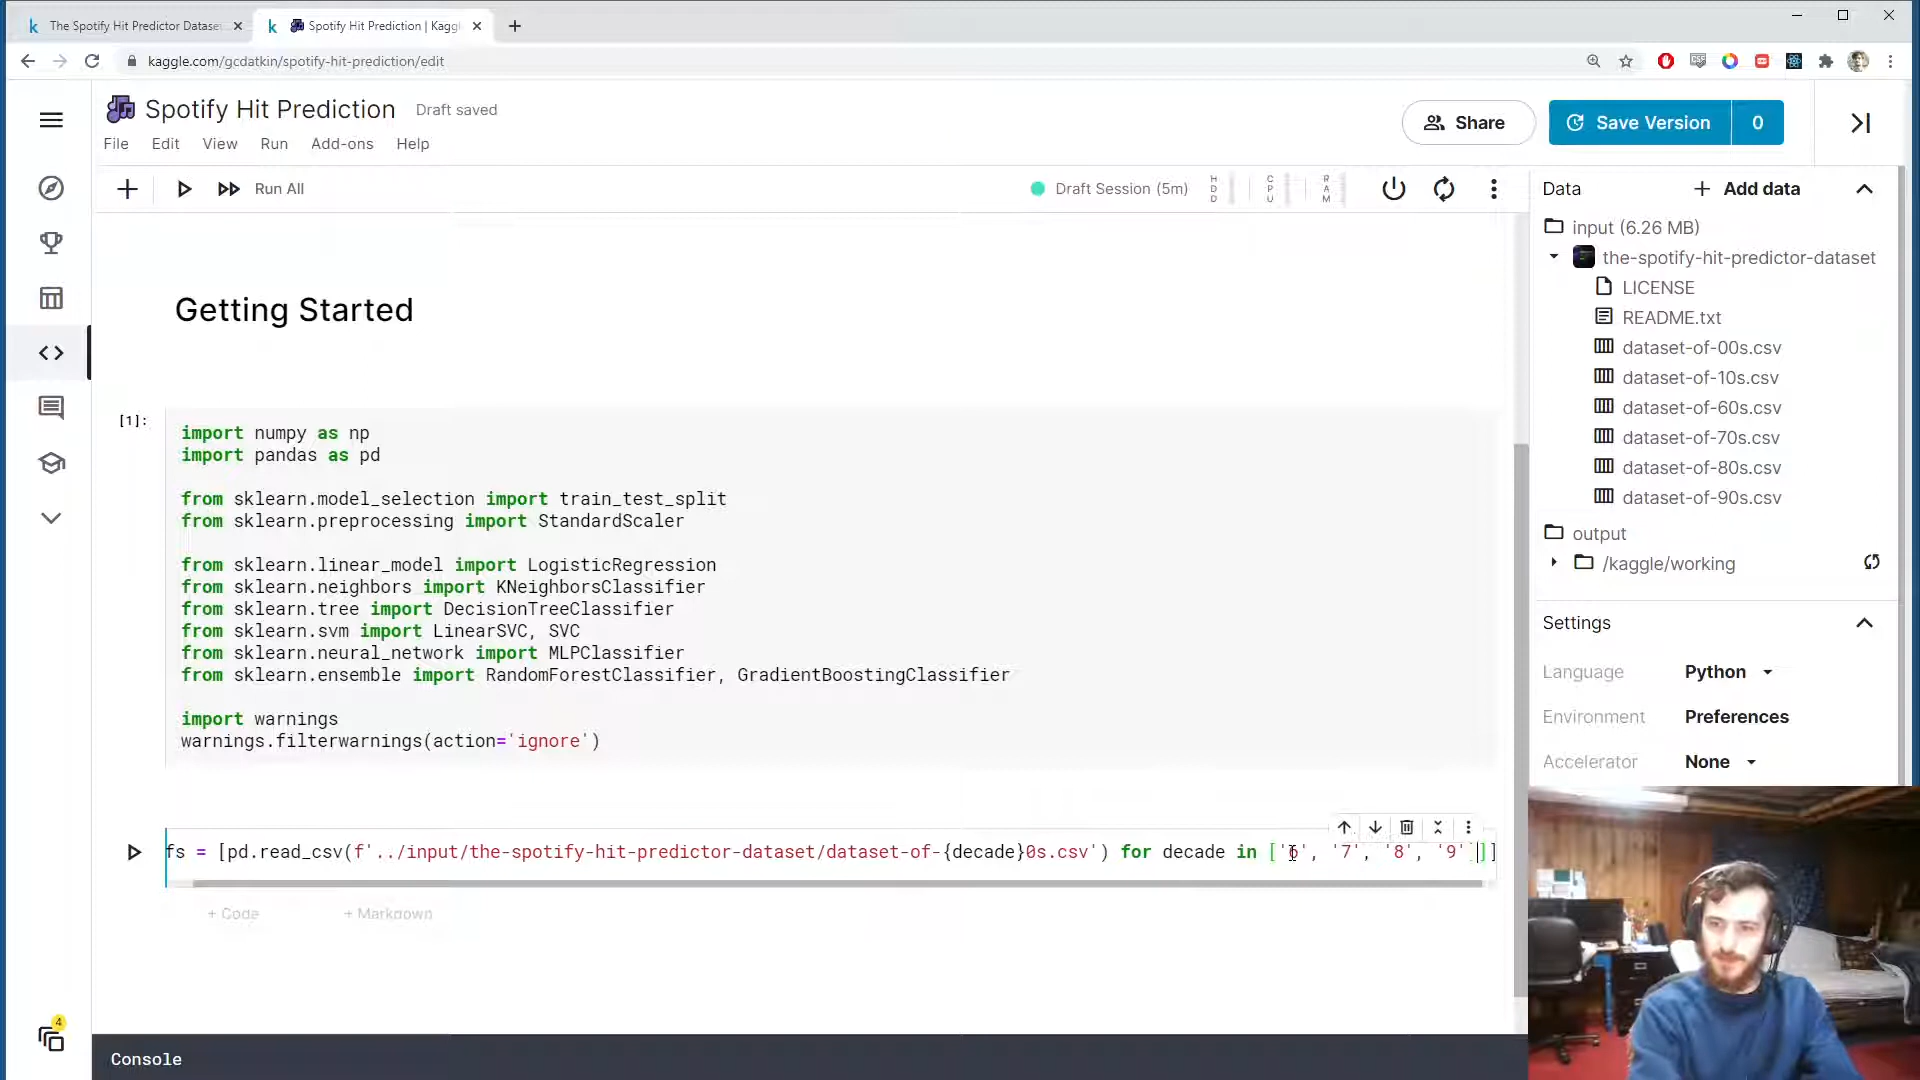 The Spotify Hit Predictor Datase
Spotify Hit Prediction | Kaggl
kaggle.com/gcdatkin/spotify-hit-prediction/edit
Spotify Hit Prediction
Draft saved
Share
Save Version
0
File
Edit
View
Run
Add-ons
Help
Run All
Draft Session (5m)
HDD
CPU
RAM
Data
Add data
input (6.26 MB)
the-spotify-hit-predictor-dataset
LICENSE
README.txt
dataset-of-00s.csv
dataset-of-10s.csv
dataset-of-60s.csv
dataset-of-70s.csv
dataset-of-80s.csv
dataset-of-90s.csv
output
/kaggle/working
Settings
Language
Python
Environment
Preferences
Accelerator
None
Getting Started
[1]:
import numpy as np
import pandas as pd
from sklearn.model_selection import train_test_split
from sklearn.preprocessing import StandardScaler
from sklearn.linear_model import LogisticRegression
from sklearn.neighbors import KNeighborsClassifier
from sklearn.tree import DecisionTreeClassifier
from sklearn.svm import LinearSVC, SVC
from sklearn.neural_network import MLPClassifier
from sklearn.ensemble import RandomForestClassifier, GradientBoostingClassifier
import warnings
warnings.filterwarnings(action='ignore')
fs = [pd.read_csv(f'../input/the-spotify-hit-predictor-dataset/dataset-of-{decade}0s.csv') for decade in ['6', '7', '8', '9']]
+ Code
+ Markdown
4
Console